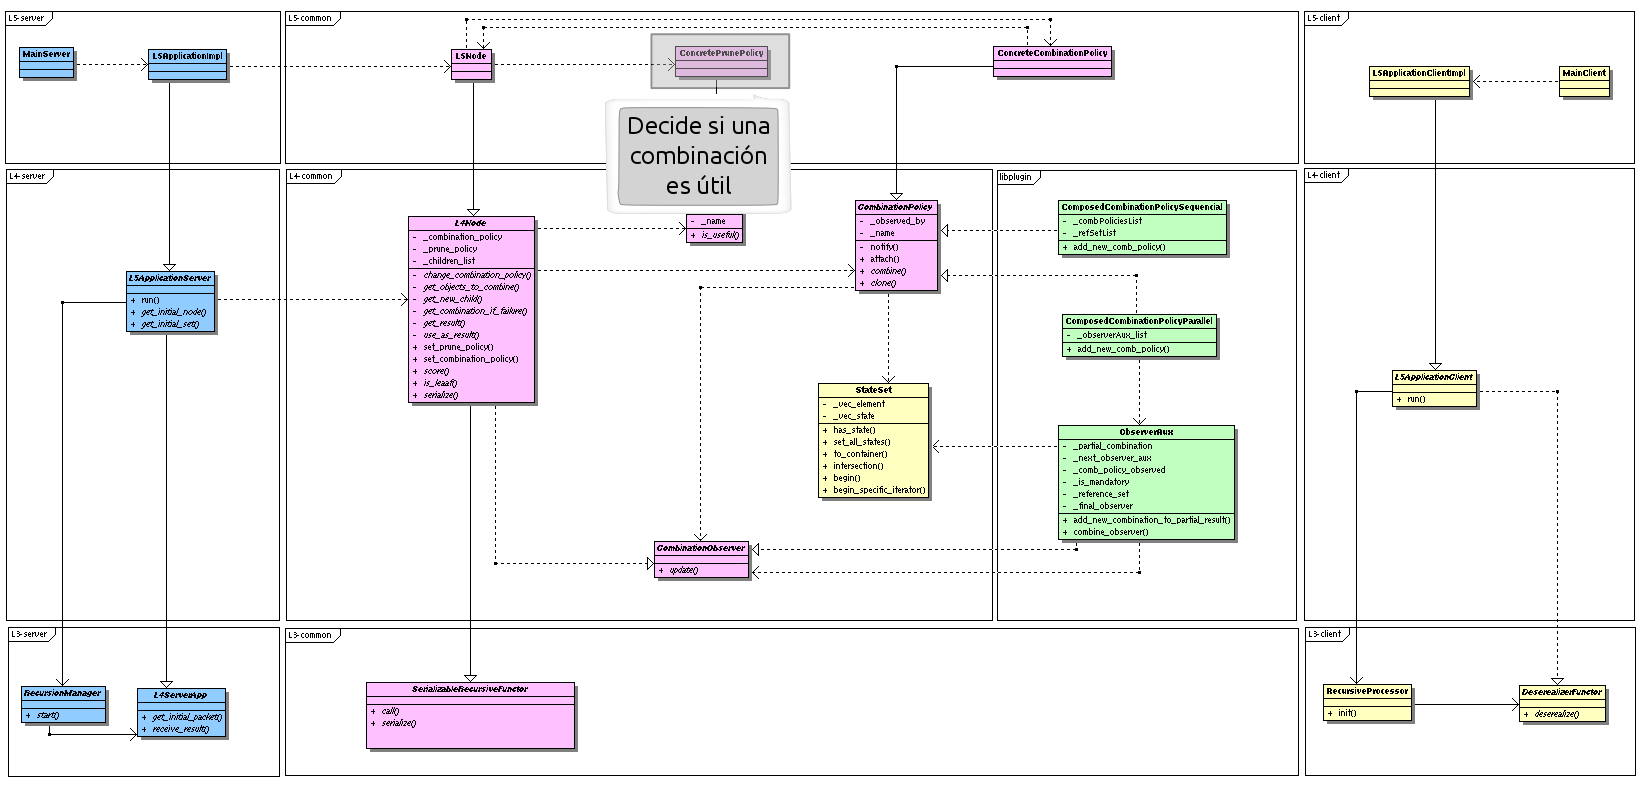 L5-server
MainServer
L5ApplicationImpl
L5-common
L5Node
ConcretePrunePolicy
ConcreteCombinationPolicy
Decide si una
combinación
es útil
L5-client
L5ApplicationClientImpl
MainClient
L4-server
L5ApplicationServer
+ run()
+ get_initial_node()
+ get_initial_set()
L4-common
L4Node
- _combination_policy
- _prune_policy
- _children_list
- change_combination_policy()
- get_objects_to_combine()
- get_new_child()
- get_combination_if_failure()
- get_result()
- use_as_result()
+ set_prune_policy()
+ set_combination_policy()
+ score()
+ is_leaaf()
+ serialize()
- _name
+ is_useful()
CombinationPolicy
- _observed_by
- _name
- notify()
+ attach()
+ combine()
+ clone()
StateSet
- _vec_element
- _vec_state
+ has_state()
+ set_all_states()
+ to_container()
+ intersection()
+ begin()
+ begin_specific_iterator()
CombinationObserver
+ update()
libplugin
ComposedCombinationPolicySequencial
- _combPoliciesList
- _refSetList
+ add_new_comb_policy()
ComposedCombinationPolicyParallel
- _observerAux_list
+ add_new_comb_policy()
ObserverAux
- _partial_combination
- _next_observer_aux
- _comb_policy_observed
- _is_mandatory
- _reference_set
- _final_observer
+ add_new_combination_to_partial_result()
+ combine_observer()
L4-client
L5ApplicationClient
+ run()
L3-server
RecursionManager
+ start()
L4ServerApp
+ get_initial_packet()
+ receive_result()
L3-common
SerializableRecursiveFunctor
+ call()
+ serialize()
L3-client
RecursiveProcessor
+ init()
DeserealizerFunctor
+ deserealize()